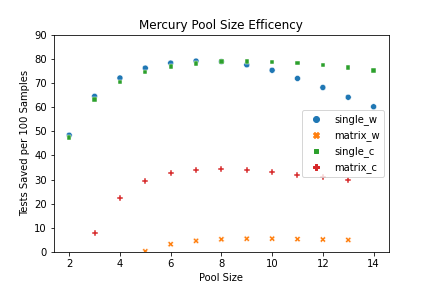 Mercury Pool Size Efficency
Tests Saved per 100 Samples
90
80
70
60
50
40
30
20
10
0
single_w
matrix_w
single_c
matrix_c
2
4
6
8
10
12
14
Pool Size